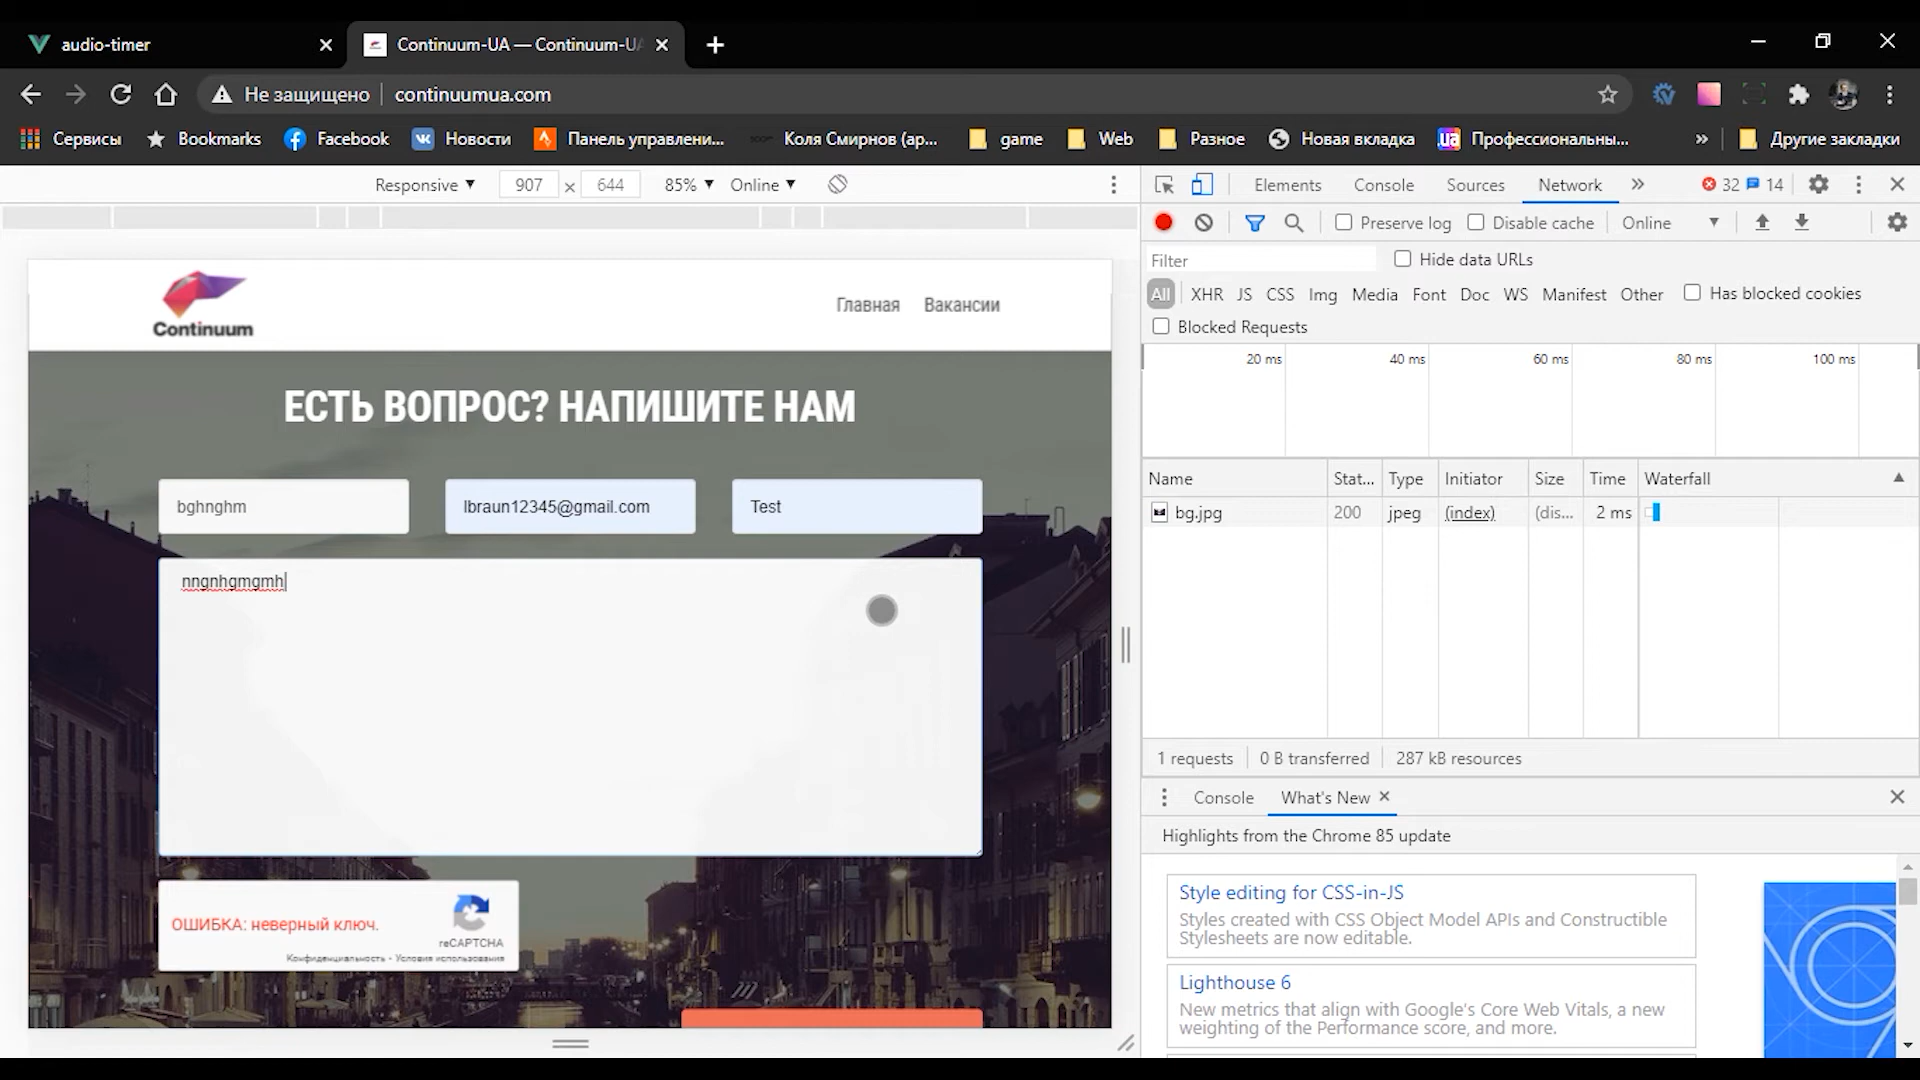 audio-timer
Continuum-UA — Continuum-UA
Не защищено
continuumua.com
Сервисы
Bookmarks
Facebook
Новости
Панель управлени...
Коля Смирнов (ар...
game
Web
Разное
Новая вкладка
Профессиональны...
»
Другие закладки
Responsive ▼ 907 × 644 85% ▼ Online ▼
Elements Console Sources Network » 32 14
Preserve log Disable cache Online ▼
Filter Hide data URLs
All XHR JS CSS Img Media Font Doc WS Manifest Other Has blocked cookies
Blocked Requests
20 ms 40 ms 60 ms 80 ms 100 ms
Name Stat... Type Initiator Size Time Waterfall
bg.jpg 200 jpeg (index) (dis... 2 ms
1 requests 0 B transferred 287 kB resources
Console What's New
Highlights from the Chrome 85 update
Style editing for CSS-in-JS
Styles created with CSS Object Model APIs and Constructible
Stylesheets are now editable.
Lighthouse 6
New metrics that align with Google's Core Web Vitals, a new
weighting of the Performance score, and more.
Continuum
Главная Вакансии
ЕСТЬ ВОПРОС? НАПИШИТЕ НАМ
bghnghm
lbraun12345@gmail.com
Test
nngnhgmgmh
ОШИБКА: неверный ключ.
reCAPTCHA
Конфиденциальность - Условия использования